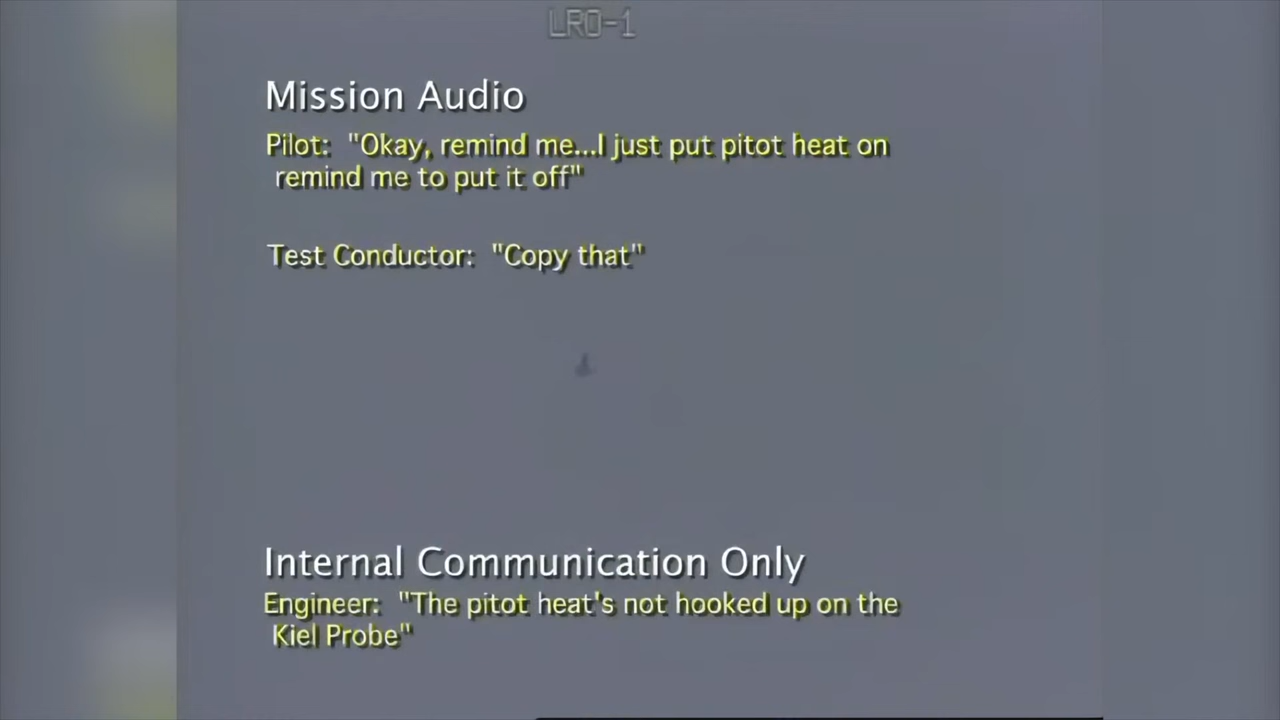 LRO-1
Mission Audio
Pilot: "Okay, remind me...I just put pitot heat on
remind me to put it off"
Test Conductor: "Copy that"
Internal Communication Only
Engineer: "The pitot heat's not hooked up on the
Kiel Probe"